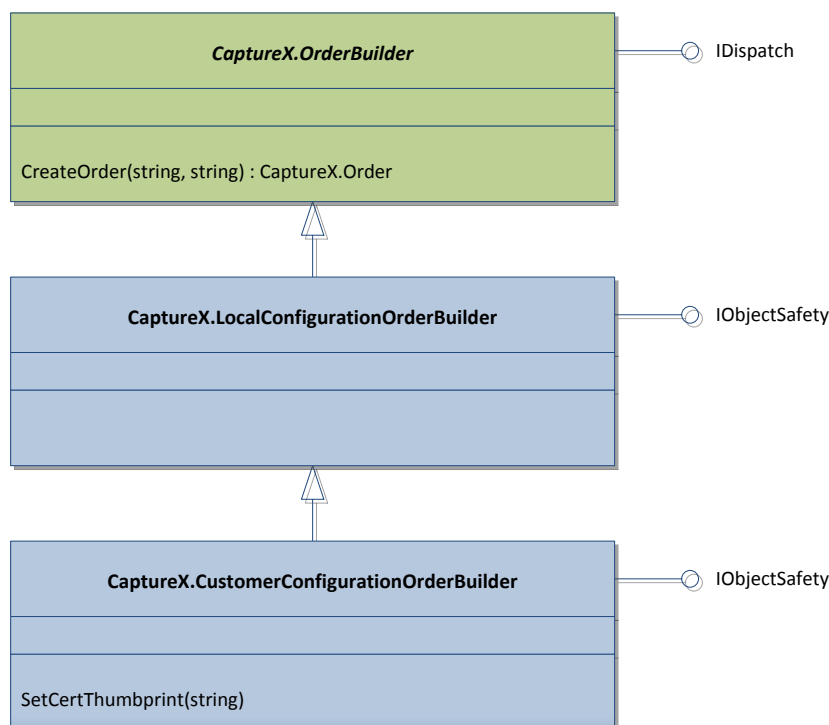 CaptureX.OrderBuilder
IDispatch
CreateOrder(string, string) : CaptureX.Order
CaptureX.LocalConfigurationOrderBuilder
IObjectSafety
CaptureX.CustomerConfigurationOrderBuilder
IObjectSafety
SetCertThumbprint(string)